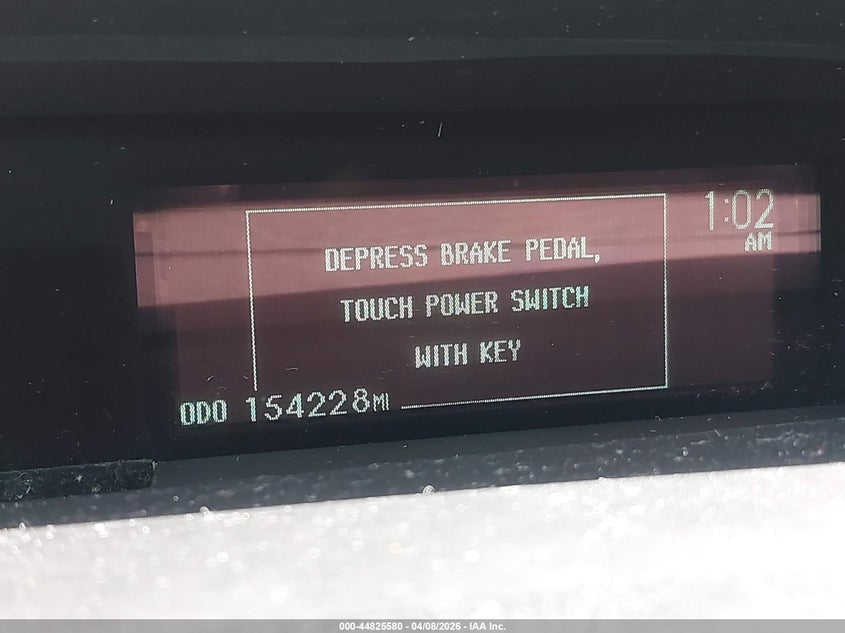 1:02
AM
DEPRESS BRAKE PEDAL,
TOUCH POWER SWITCH
WITH KEY
ODO 154228MI
000-44825580 - 04/08/2026 - IAA Inc.